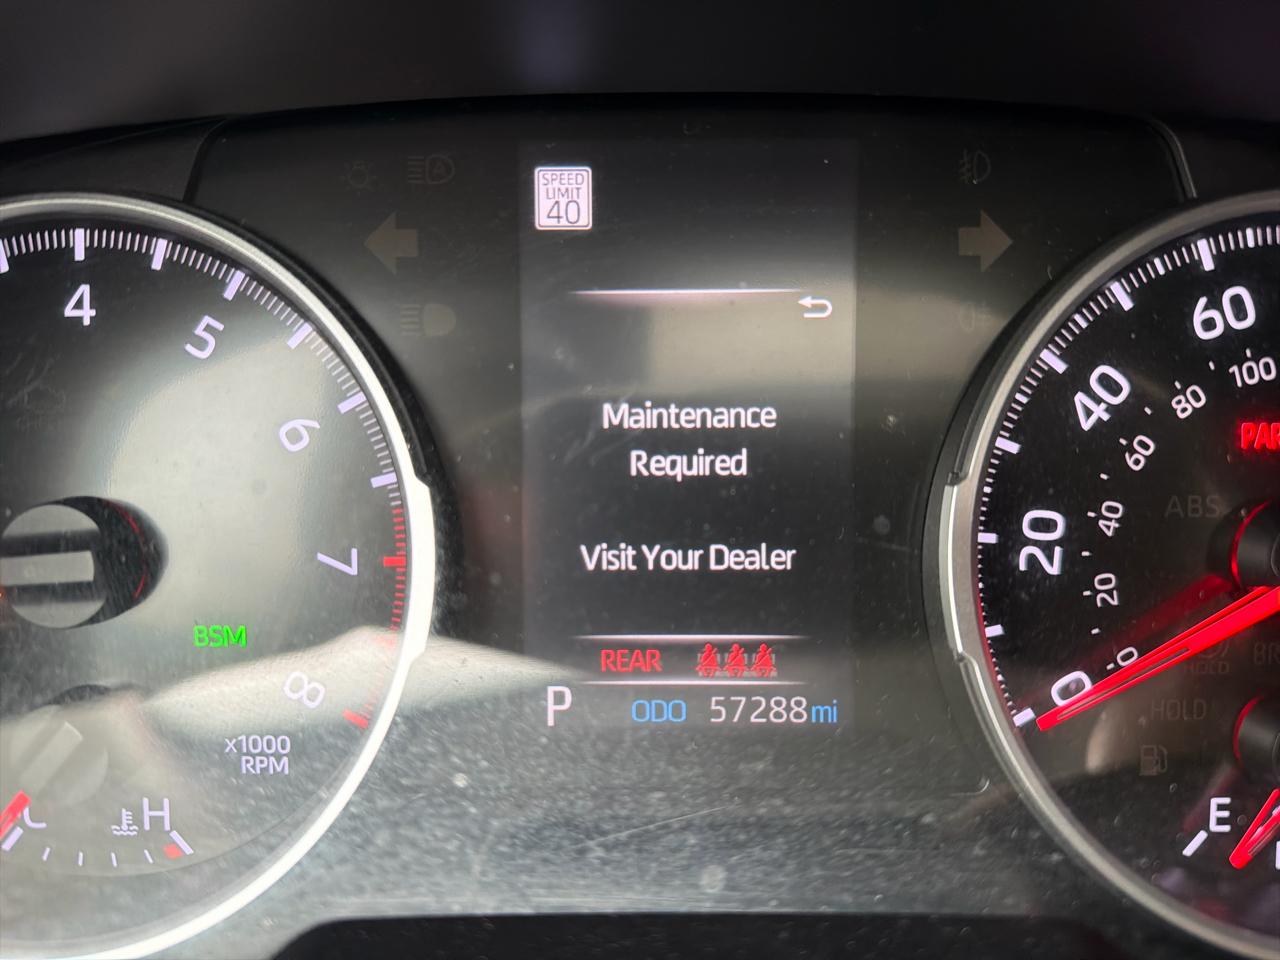 SPEED
LIMIT
40
Maintenance
Required
Visit Your Dealer
REAR
P ODO 57288 mi
4
5
6
7
8
x1000
RPM
BSM
C H
0
20
40
60
0
20
40
60
80
100
ABS
HOLD
E